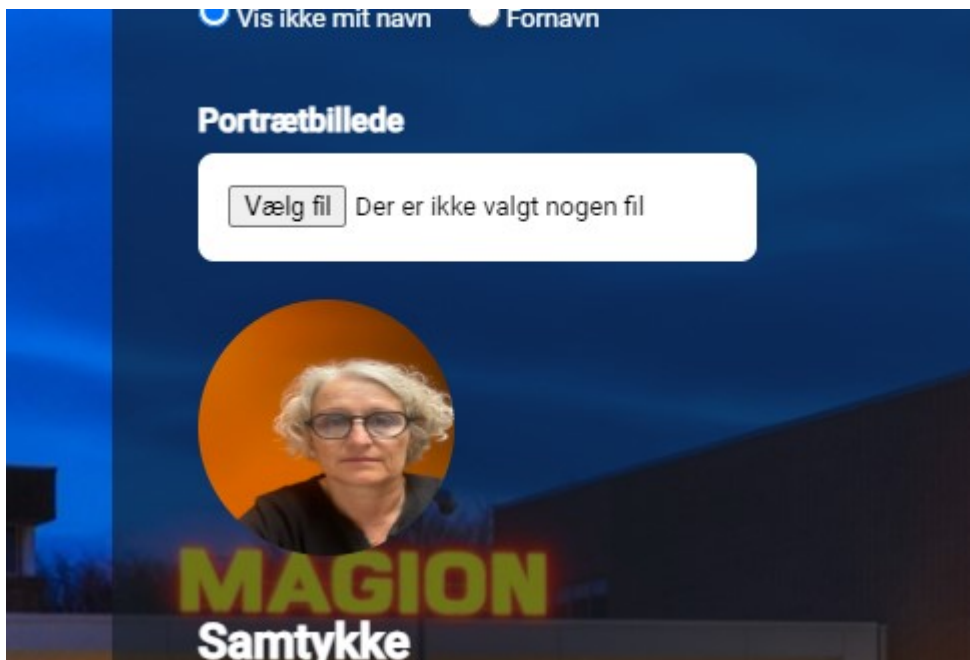 Vis ikke mit navn Fornavn
Portrætbillede
Vælg fil Der er ikke valgt nogen fil
MAGION
Samtykke